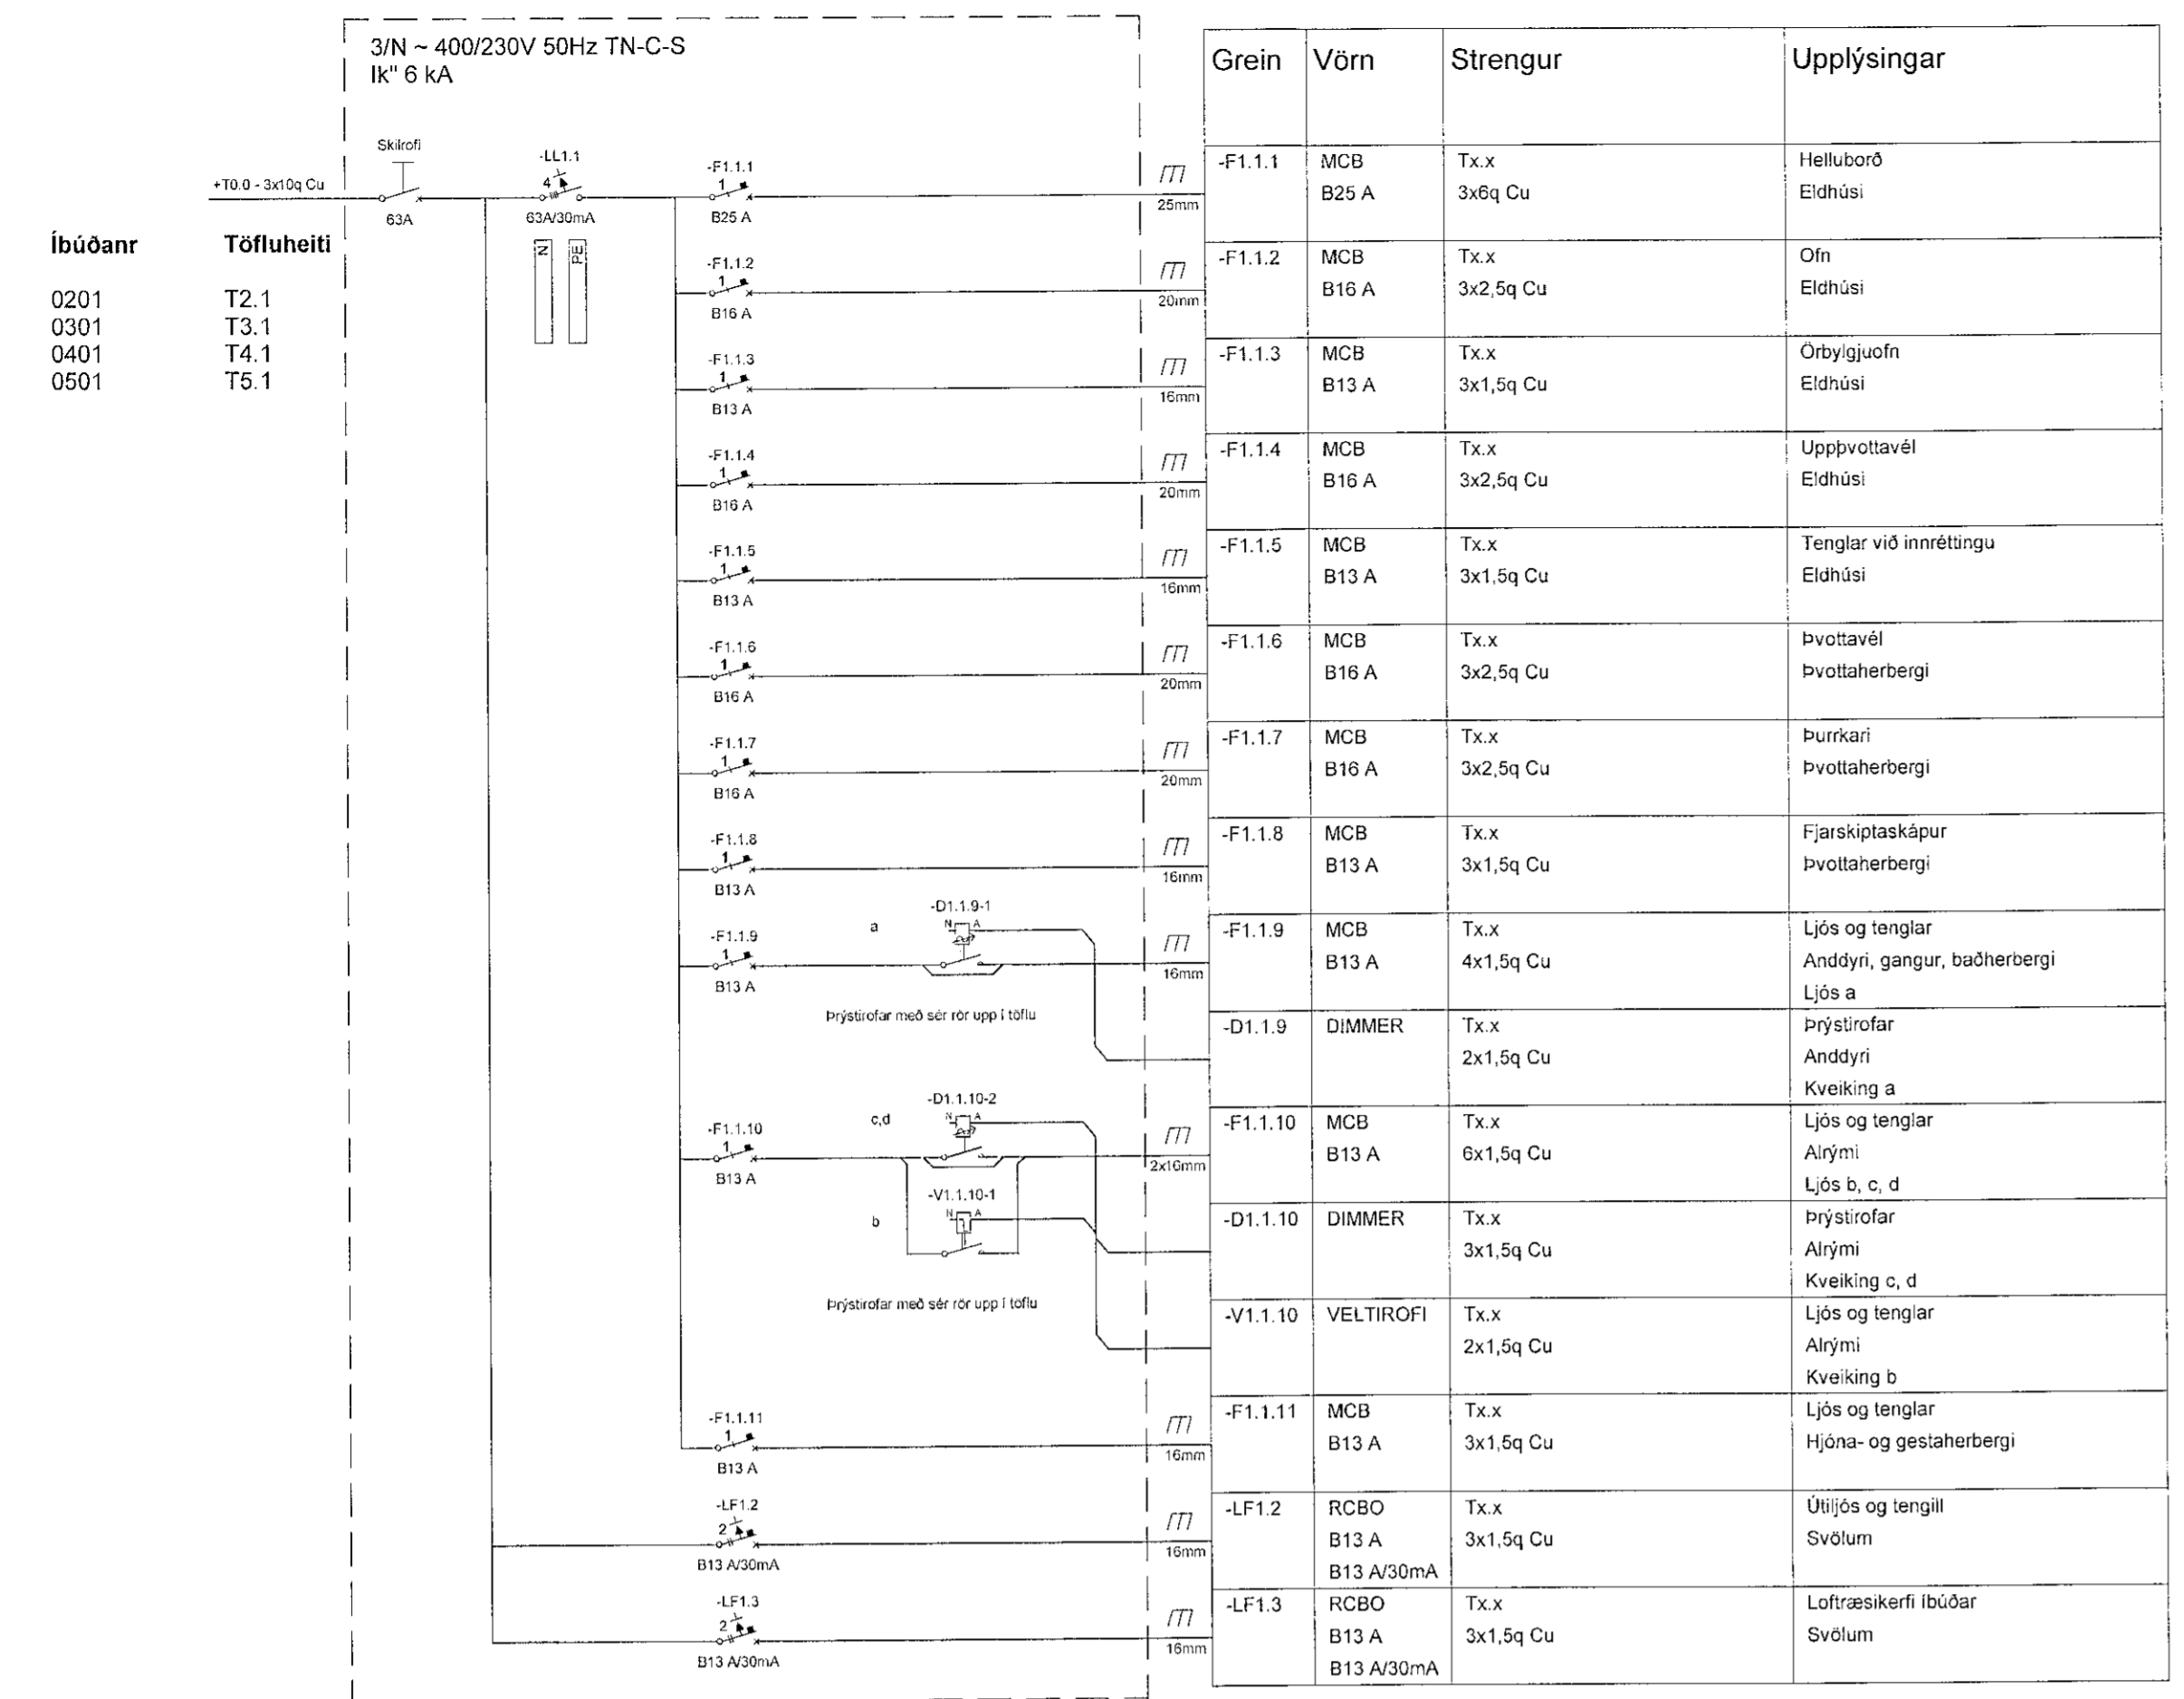 3/N ~ 400/230V 50Hz TN-C-S
Ik" 6 kA
Skilrofi
+T0.0 - 3x10q Cu
63A
-LL1.1
4
63A/30mA
N
PE
Íbúðanr Töfluheiti
0201 T2.1
0301 T3.1
0401 T4.1
0501 T5.1
-F1.1.1
1
B25 A
25mm
-F1.1.2
1
B16 A
20mm
-F1.1.3
1
B13 A
16mm
-F1.1.4
1
B16 A
20mm
-F1.1.5
1
B13 A
16mm
-F1.1.6
1
B16 A
20mm
-F1.1.7
1
B16 A
20mm
-F1.1.8
1
B13 A
16mm
-D1.1.9-1
a
N A
-F1.1.9
1
B13 A
16mm
Þrýstirofar með sér rör upp í töflu
-D1.1.10-2
c,d
N A
-F1.1.10
1
B13 A
2x16mm
-V1.1.10-1
b
N A
Þrýstirofar með sér rör upp í töflu
-F1.1.11
1
B13 A
16mm
-LF1.2
2
B13 A/30mA
16mm
-LF1.3
2
B13 A/30mA
16mm
Grein Vörn Strengur Upplýsingar
-F1.1.1 MCB Tx.x Helluborð
B25 A 3x6q Cu Eldhúsi
-F1.1.2 MCB Tx.x Ofn
B16 A 3x2,5q Cu Eldhúsi
-F1.1.3 MCB Tx.x Örbylgjuofn
B13 A 3x1,5q Cu Eldhúsi
-F1.1.4 MCB Tx.x Uppþvottavél
B16 A 3x2,5q Cu Eldhúsi
-F1.1.5 MCB Tx.x Tenglar við innréttingu
B13 A 3x1,5q Cu Eldhúsi
-F1.1.6 MCB Tx.x Þvottavél
B16 A 3x2,5q Cu Þvottaherbergi
-F1.1.7 MCB Tx.x Þurrkari
B16 A 3x2,5q Cu Þvottaherbergi
-F1.1.8 MCB Tx.x Fjarskiptaskápur
B13 A 3x1,5q Cu Þvottaherbergi
-F1.1.9 MCB Tx.x Ljós og tenglar
B13 A 4x1,5q Cu Anddyri, gangur, baðherbergi
Ljós a
-D1.1.9 DIMMER Tx.x Þrýstirofar
2x1,5q Cu Anddyri
Kveiking a
-F1.1.10 MCB Tx.x Ljós og tenglar
B13 A 6x1,5q Cu Alrými
Ljós b, c, d
-D1.1.10 DIMMER Tx.x Þrýstirofar
3x1,5q Cu Alrými
Kveiking c, d
-V1.1.10 VELTIROFI Tx.x Ljós og tenglar
2x1,5q Cu Alrými
Kveiking b
-F1.1.11 MCB Tx.x Ljós og tenglar
B13 A 3x1,5q Cu Hjóna- og gestaherbergi
-LF1.2 RCBO Tx.x Útiljós og tengill
B13 A 3x1,5q Cu Svölum
B13 A/30mA
-LF1.3 RCBO Tx.x Loftræsikerfi íbúðar
B13 A 3x1,5q Cu Svölum
B13 A/30mA